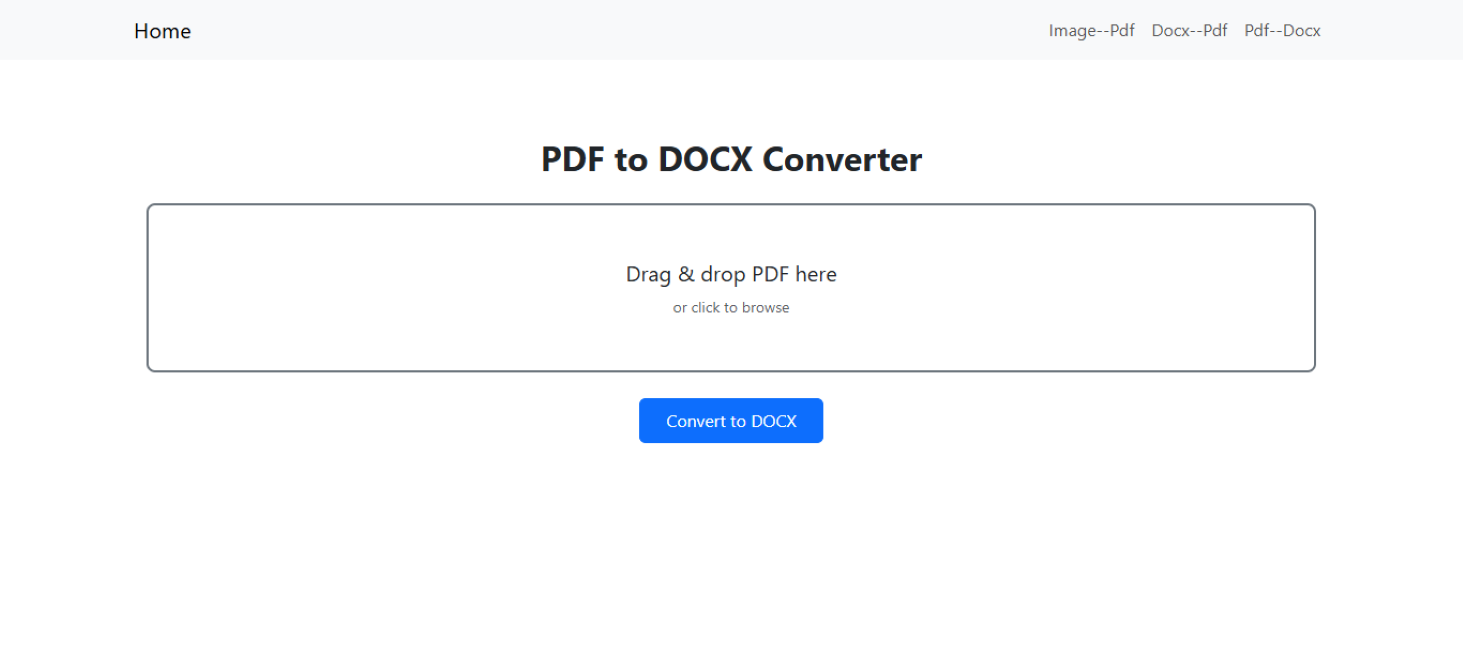 Home Image--Pdf Docx--Pdf Pdf--Docx
PDF to DOCX Converter
Drag & drop PDF here
or click to browse
Convert to DOCX